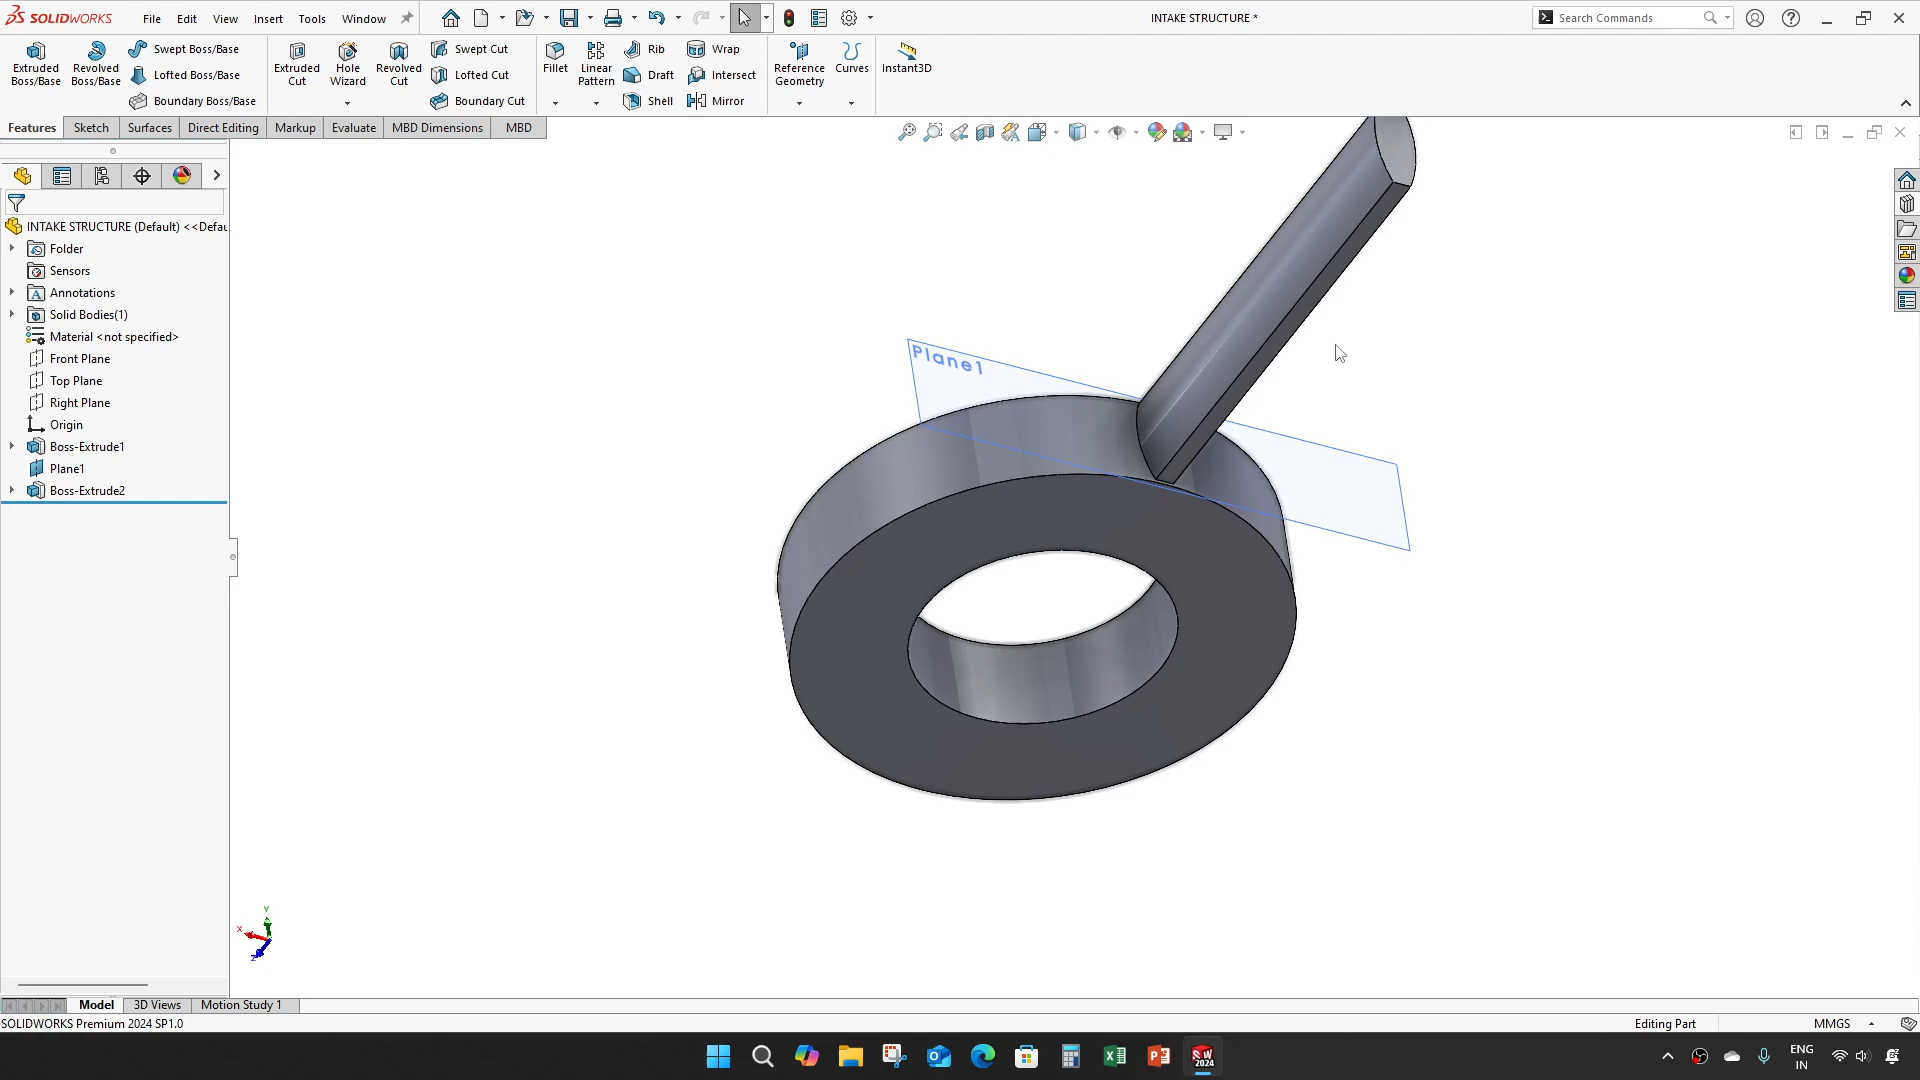 SOLIDWORKS File Edit View Insert Tools Window INTAKE STRUCTURE * Search Commands
Extruded Boss/Base
Revolved Boss/Base
Swept Boss/Base
Lofted Boss/Base
Boundary Boss/Base
Extruded Cut
Hole Wizard
Revolved Cut
Swept Cut
Lofted Cut
Boundary Cut
Fillet
Linear Pattern
Rib
Draft
Shell
Wrap
Intersect
Mirror
Reference Geometry
Curves
Instant3D
Features Sketch Surfaces Direct Editing Markup Evaluate MBD Dimensions MBD
INTAKE STRUCTURE (Default) <<Defau
Folder
Sensors
Annotations
Solid Bodies(1)
Material <not specified>
Front Plane
Top Plane
Right Plane
Origin
Boss-Extrude1
Plane1
Boss-Extrude2
Plane1
Y
X
Z
Model 3D Views Motion Study 1
SOLIDWORKS Premium 2024 SP1.0 Editing Part MMGS
SW 2024
ENG
IN